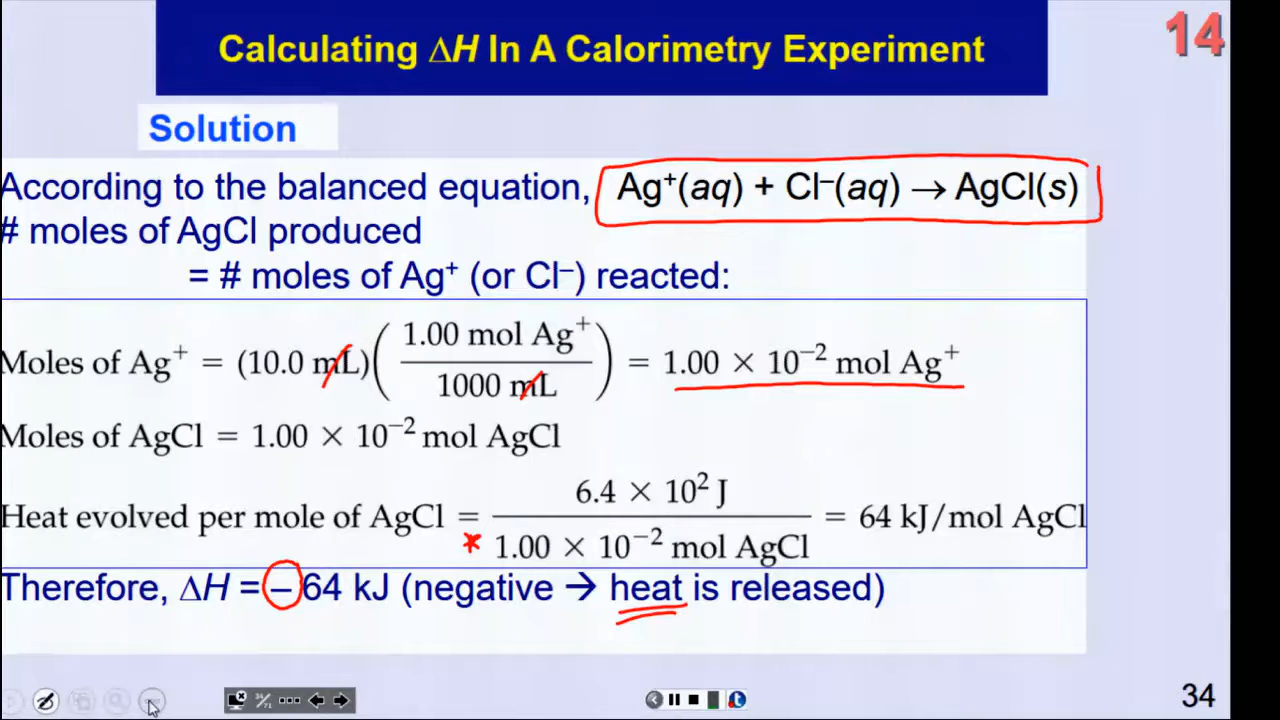 Calculating ΔH In A Calorimetry Experiment
14
Solution
According to the balanced equation, Ag⁺(aq) + Cl⁻(aq) → AgCl(s)
# moles of AgCl produced
= # moles of Ag⁺ (or Cl⁻) reacted:
Moles of Ag⁺ = (10.0 mL)(1.00 mol Ag⁺ / 1000 mL) = 1.00 × 10⁻² mol Ag⁺
Moles of AgCl = 1.00 × 10⁻² mol AgCl
Heat evolved per mole of AgCl = 6.4 × 10² J / 1.00 × 10⁻² mol AgCl = 64 kJ/mol AgCl
Therefore, ΔH = – 64 kJ (negative → heat is released)
34